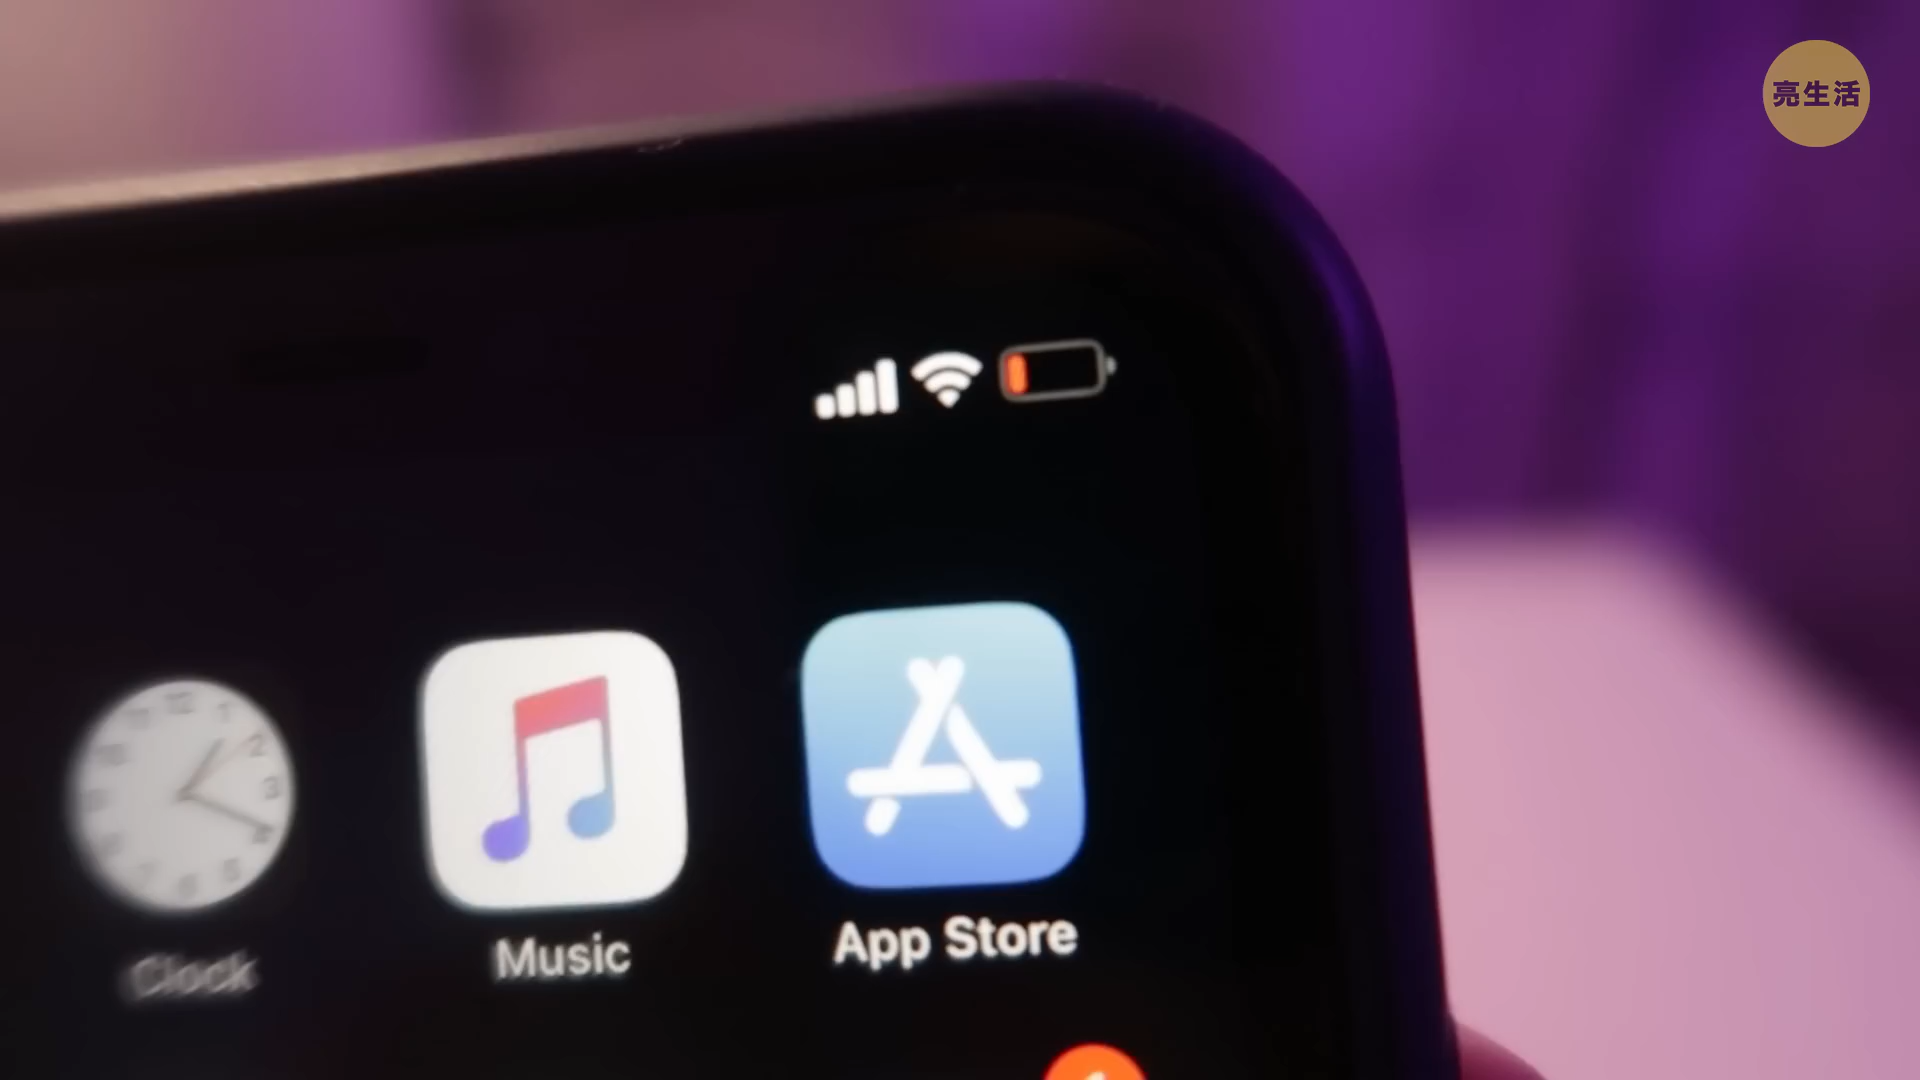 亮生活
Clock
Music
App Store